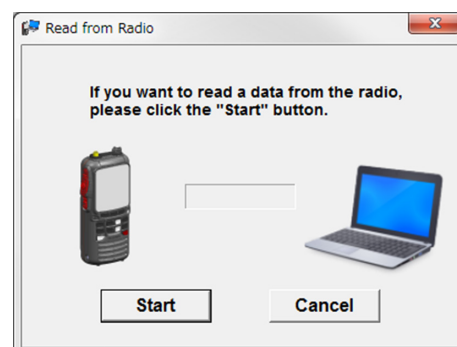 Read from Radio
If you want to read a data from the radio,
please click the "Start" button.
Start
Cancel